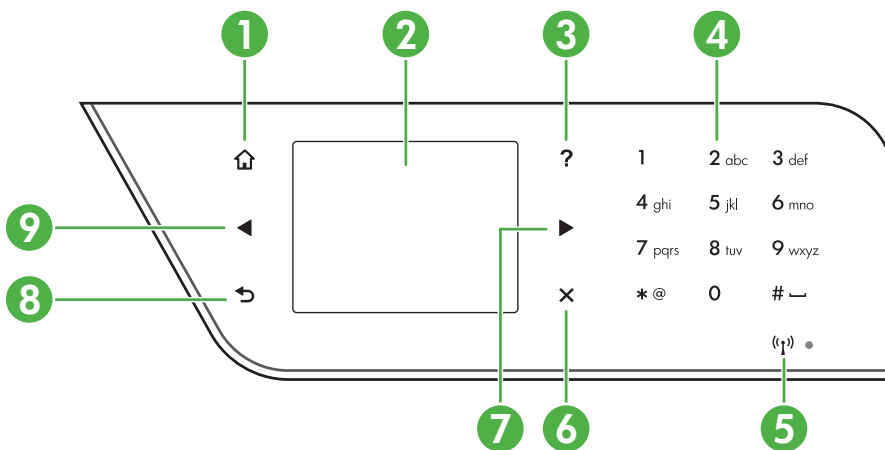 1 2 3 4
? 1 2 abc 3 def
4 ghi 5 jkl 6 mno
9
7 pqrs 8 tuv 9 wxyz
8
* @ 0 #
7 6 5